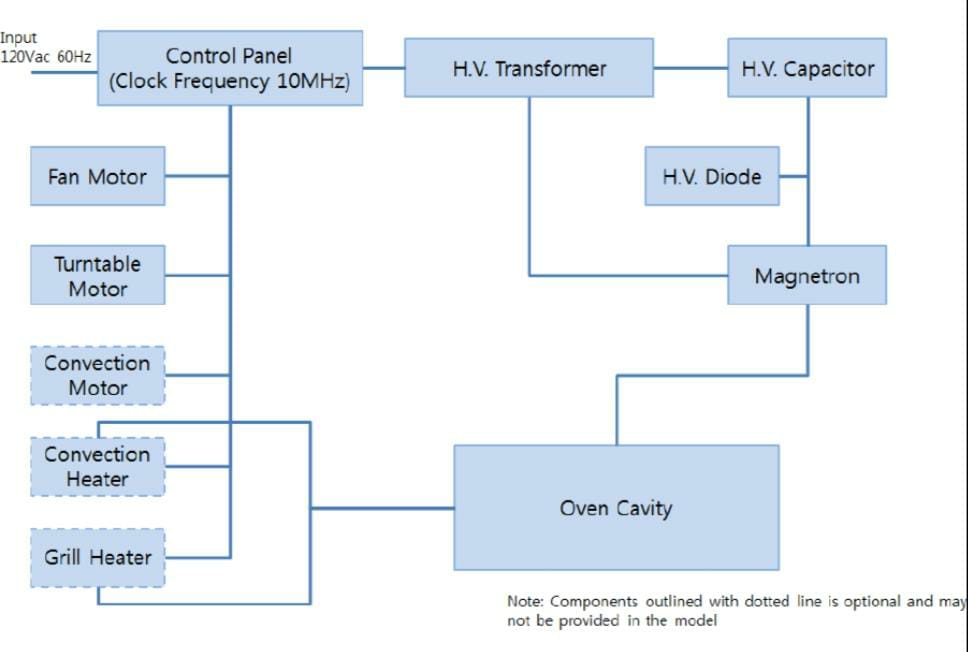 Input
120Vac 60Hz
Control Panel
(Clock Frequency 10MHz)
H.V. Transformer
H.V. Capacitor
Fan Motor
H.V. Diode
Turntable
Motor
Magnetron
Convection
Motor
Convection
Heater
Oven Cavity
Grill Heater
Note: Components outlined with dotted line is optional and may
not be provided in the model